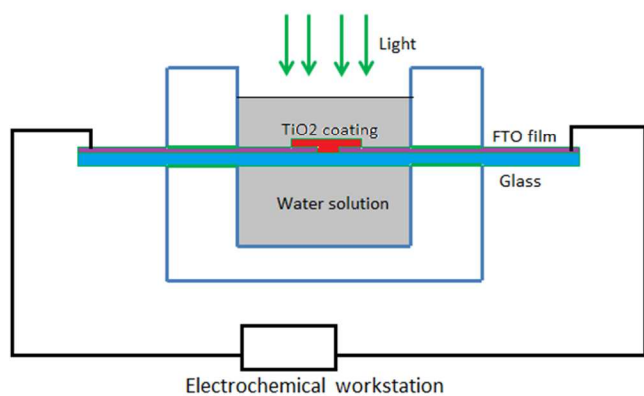 Light
TiO2 coating
FTO film
Glass
Water solution
Electrochemical workstation